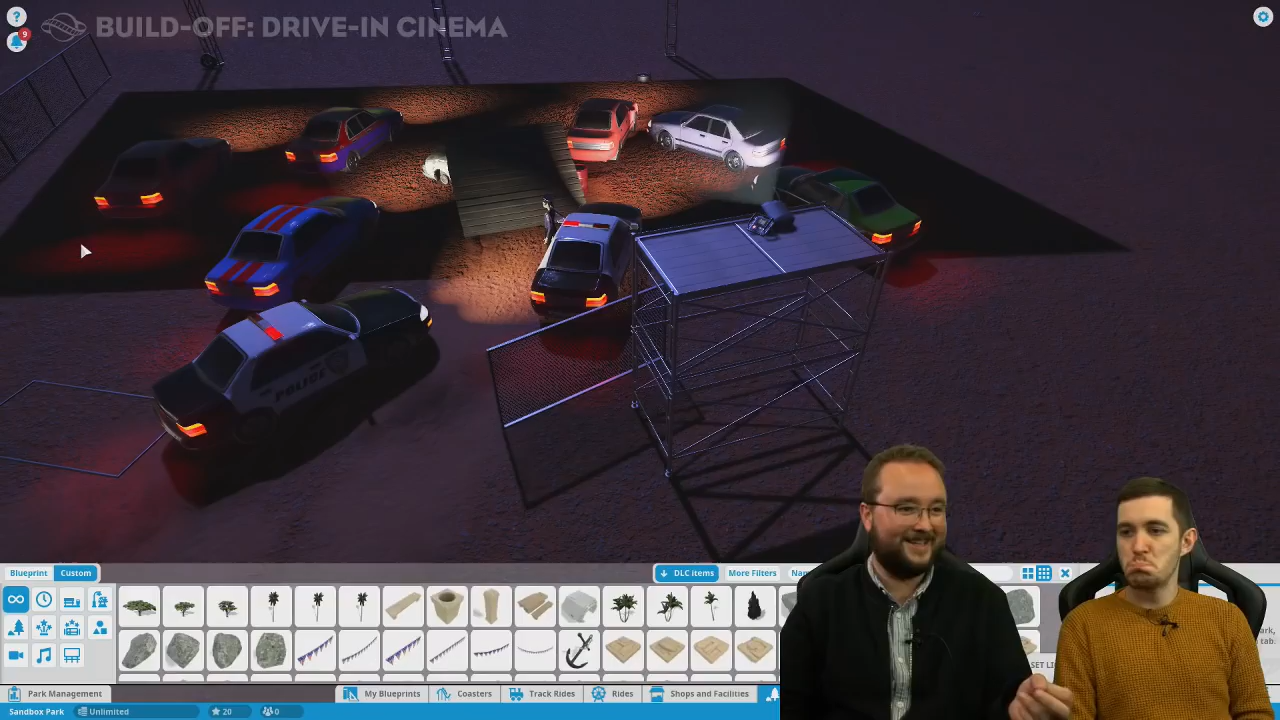 ?
9
BUILD-OFF: DRIVE-IN CINEMA
POLICE
Blueprint
Custom
DLC items
More Filters
Park Management
My Blueprints
Coasters
Track Rides
Rides
Shops and Facilities
Sandbox Park
Unlimited
20
0